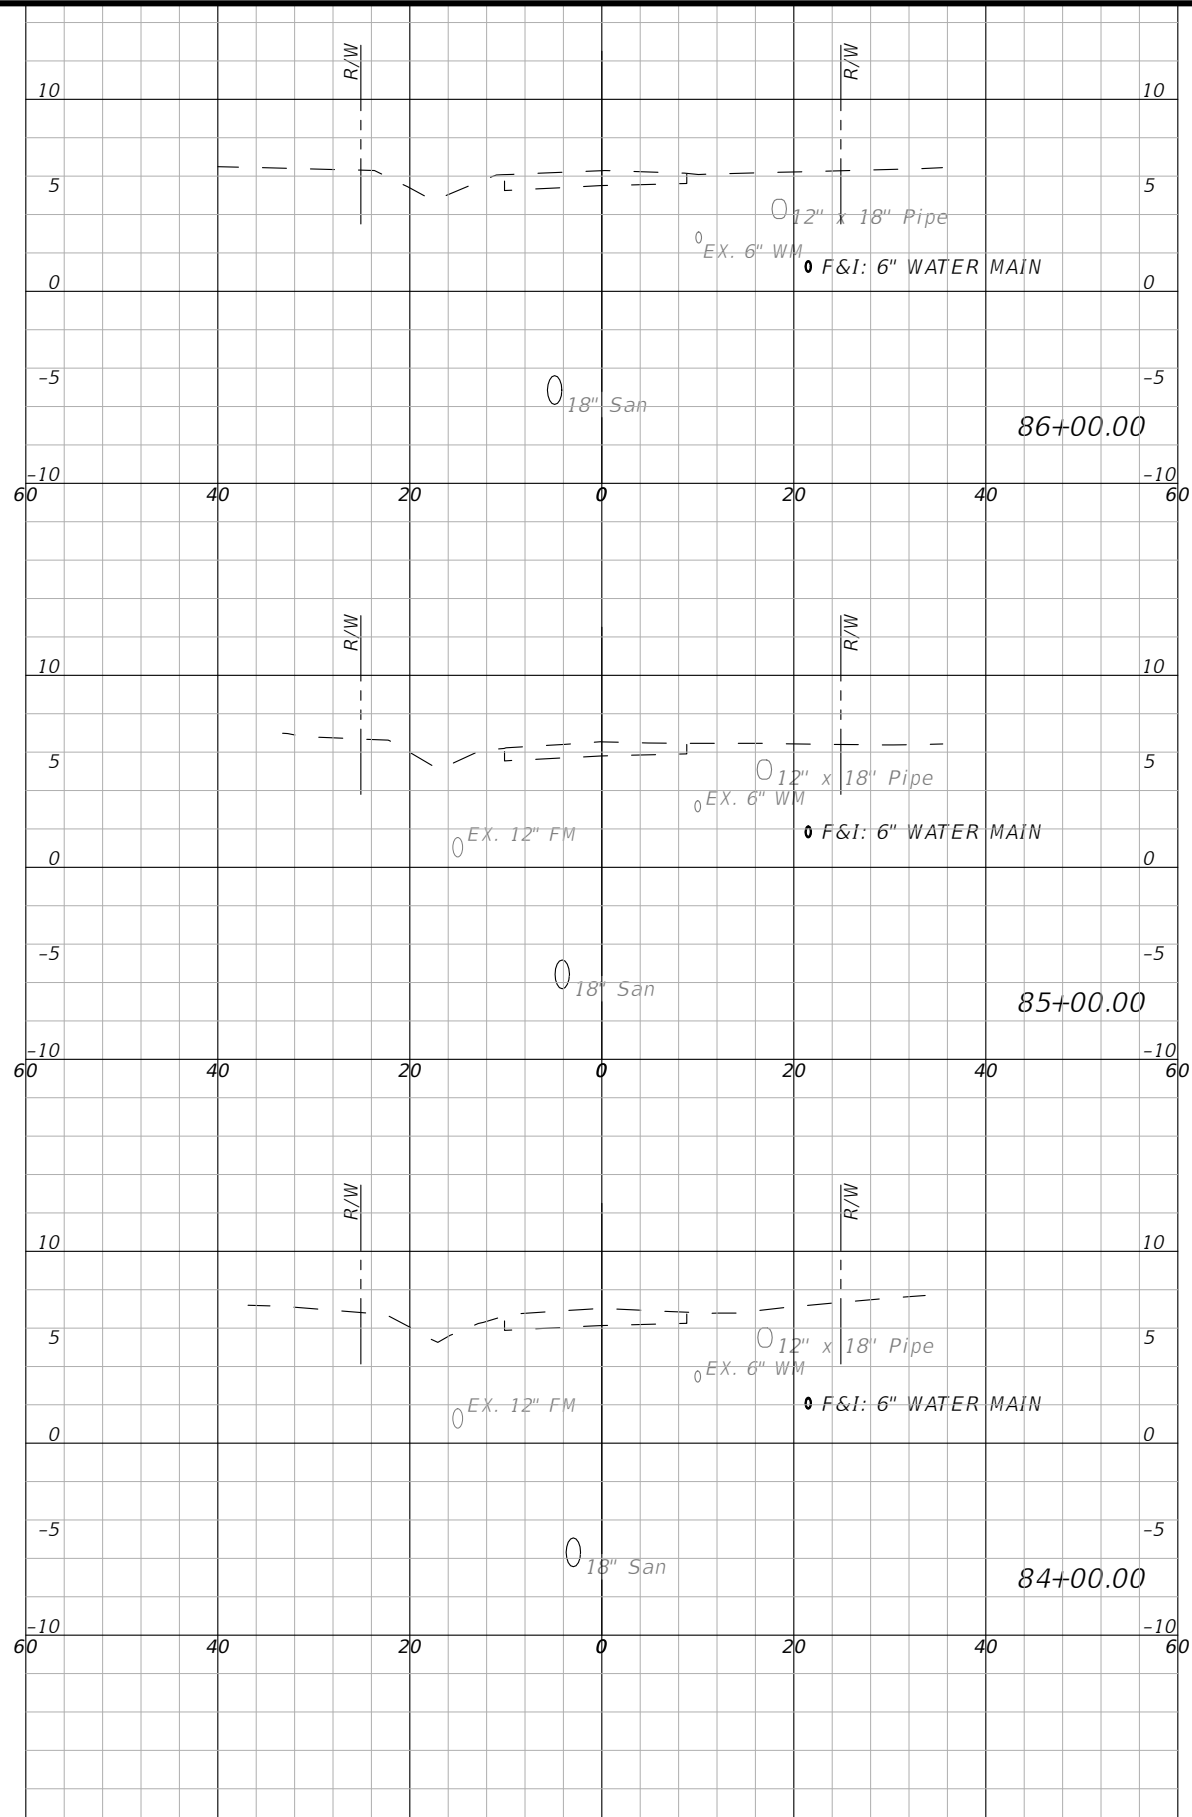 R/W R/W
10 10
5 5
12" x 18" Pipe
EX. 6" WM
F&I: 6" WATER MAIN
0 0
-5 -5
18" San
86+00.00
-10 -10
60 40 20 0 20 40 60
R/W R/W
10 10
5 5
12" x 18" Pipe
EX. 6" WM
EX. 12" FM
F&I: 6" WATER MAIN
0 0
-5 -5
18" San
85+00.00
-10 -10
60 40 20 0 20 40 60
R/W R/W
10 10
5 5
12" x 18" Pipe
EX. 6" WM
EX. 12" FM
F&I: 6" WATER MAIN
0 0
-5 -5
18" San
84+00.00
-10 -10
60 40 20 0 20 40 60